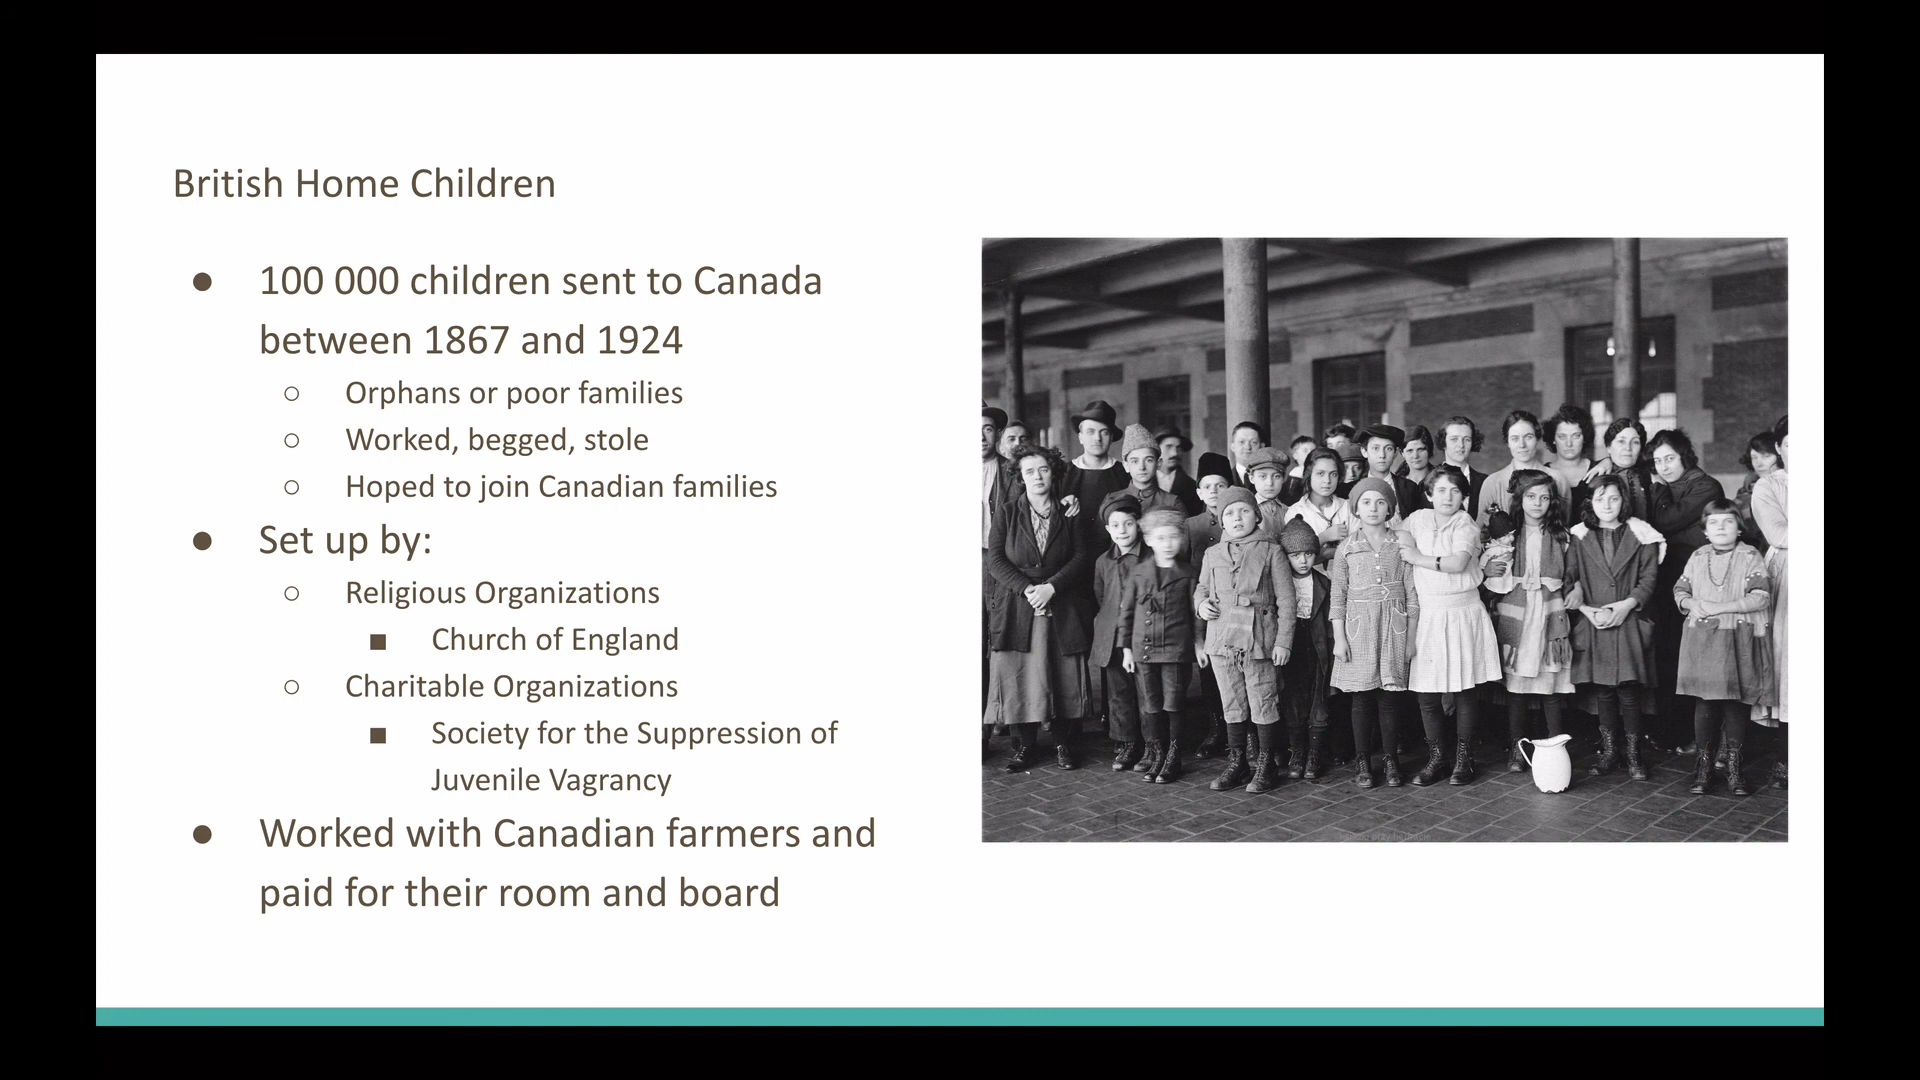 British Home Children
● 100 000 children sent to Canada
between 1867 and 1924
○ Orphans or poor families
○ Worked, begged, stole
○ Hoped to join Canadian families
● Set up by:
○ Religious Organizations
■ Church of England
○ Charitable Organizations
■ Society for the Suppression of
Juvenile Vagrancy
● Worked with Canadian farmers and
paid for their room and board